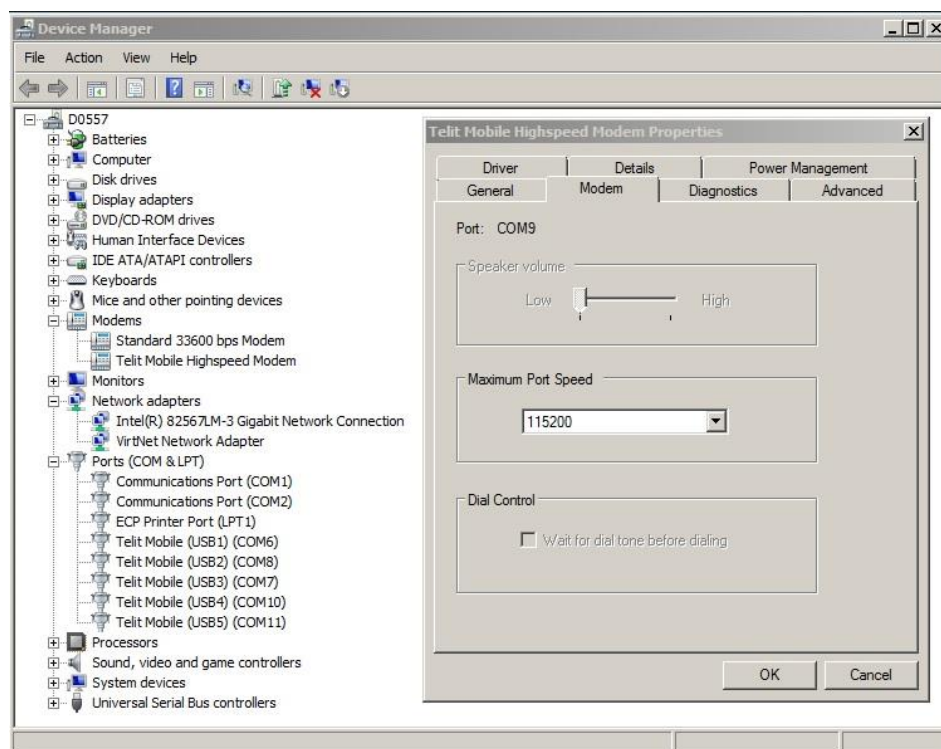 Device Manager
File Action View Help
D0557
Batteries
Computer
Disk drives
Display adapters
DVD/CD-ROM drives
Human Interface Devices
IDE ATA/ATAPI controllers
Keyboards
Mice and other pointing devices
Modems
Standard 33600 bps Modem
Telit Mobile Highspeed Modem
Monitors
Network adapters
Intel(R) 82567LM-3 Gigabit Network Connection
VirtNet Network Adapter
Ports (COM & LPT)
Communications Port (COM1)
Communications Port (COM2)
ECP Printer Port (LPT1)
Telit Mobile (USB1) (COM6)
Telit Mobile (USB2) (COM8)
Telit Mobile (USB3) (COM7)
Telit Mobile (USB4) (COM10)
Telit Mobile (USB5) (COM11)
Processors
Sound, video and game controllers
System devices
Universal Serial Bus controllers
Telit Mobile Highspeed Modem Properties
Driver Details Power Management
General Modem Diagnostics Advanced
Port: COM9
Speaker volume
Low High
Maximum Port Speed
115200
Dial Control
Wait for dial tone before dialing
OK Cancel